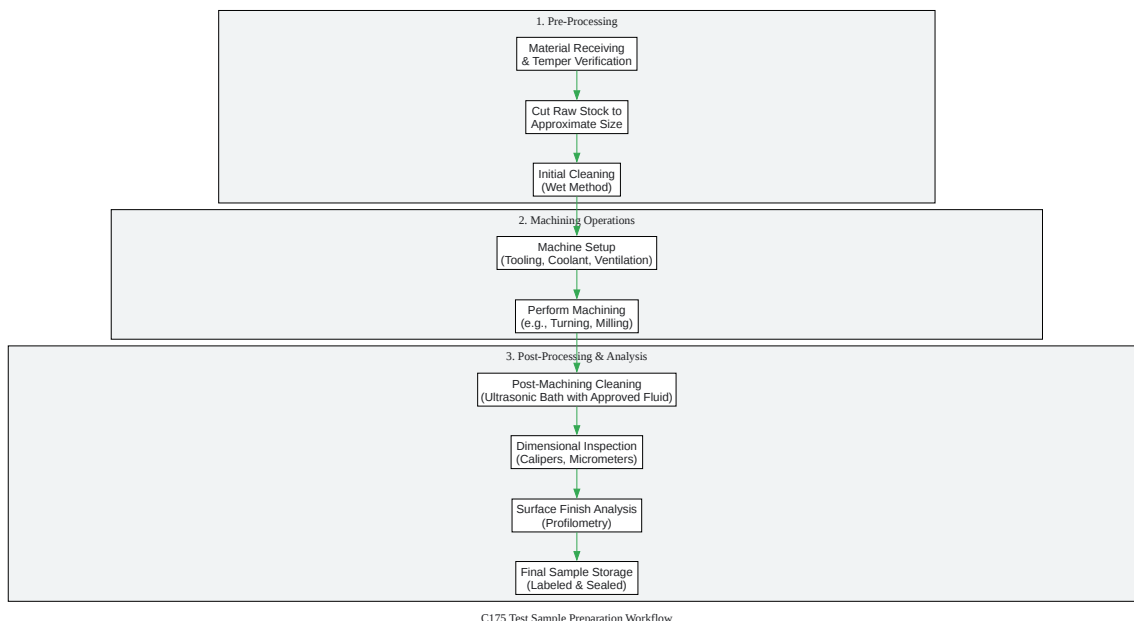 1. Pre-Processing
Material Receiving
& Temper Verification
Cut Raw Stock to
Approximate Size
Initial Cleaning
(Wet Method)
2. Machining Operations
Machine Setup
(Tooling, Coolant, Ventilation)
Perform Machining
(e.g., Turning, Milling)
3. Post-Processing & Analysis
Post-Machining Cleaning
(Ultrasonic Bath with Approved Fluid)
Dimensional Inspection
(Calipers, Micrometers)
Surface Finish Analysis
(Profilometry)
Final Sample Storage
(Labeled & Sealed)
C175 Test Sample Preparation Workflow